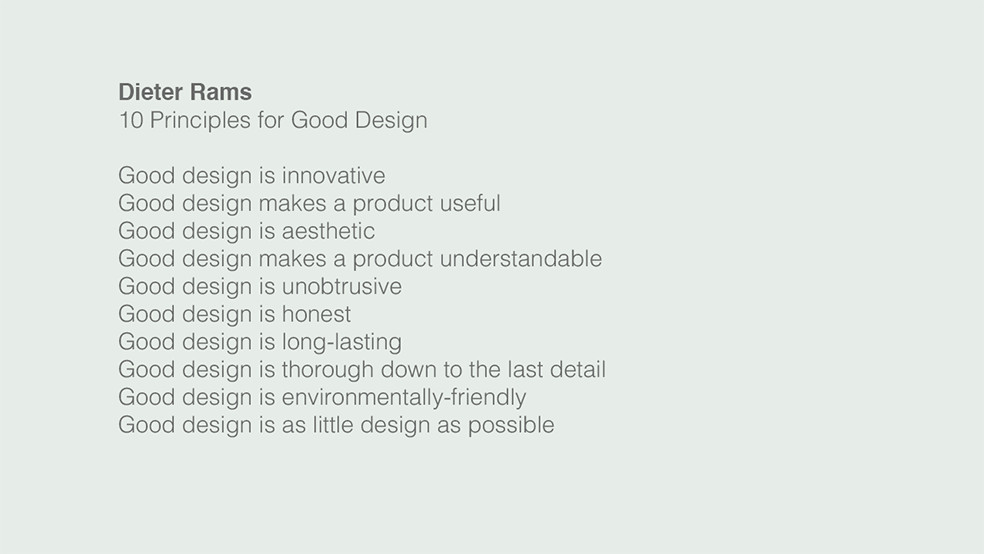 Dieter Rams
10 Principles for Good Design
Good design is innovative
Good design makes a product useful
Good design is aesthetic
Good design makes a product understandable
Good design is unobtrusive
Good design is honest
Good design is long-lasting
Good design is thorough down to the last detail
Good design is environmentally-friendly
Good design is as little design as possible